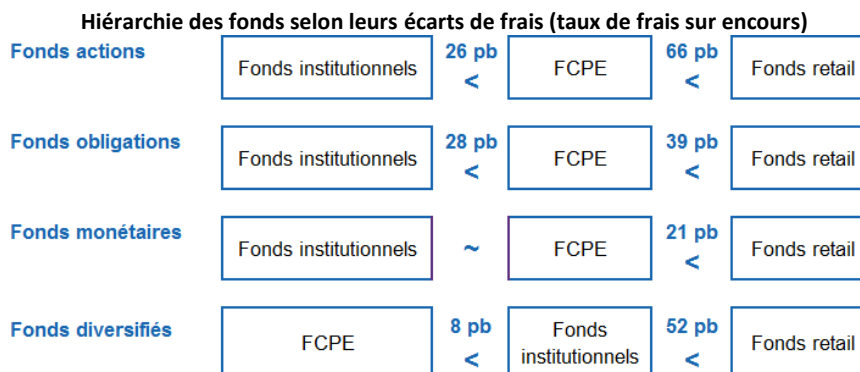 Hiérarchie des fonds selon leurs écarts de frais (taux de frais sur encours)
Fonds actions
Fonds institutionnels
26 pb
<
FCPE
66 pb
<
Fonds retail
Fonds obligations
Fonds institutionnels
28 pb
<
FCPE
39 pb
<
Fonds retail
Fonds monétaires
Fonds institutionnels
~
FCPE
21 pb
<
Fonds retail
Fonds diversifiés
FCPE
8 pb
<
Fonds
institutionnels
52 pb
<
Fonds retail